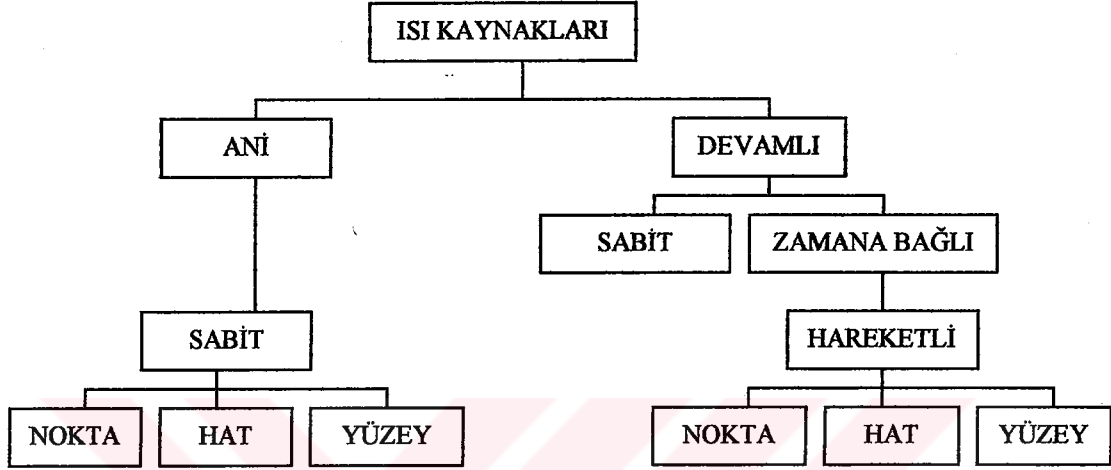 ISI KAYNAKLARI
ANİ
DEVAMLI
SABİT
ZAMANA BAĞLI
SABİT
HAREKETLİ
NOKTA
HAT
YÜZEY
NOKTA
HAT
YÜZEY